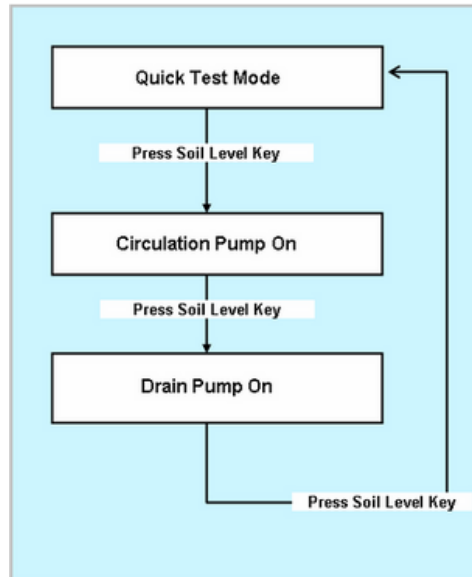 Quick Test Mode
Press Soil Level Key
Circulation Pump On
Press Soil Level Key
Drain Pump On
Press Soil Level Key